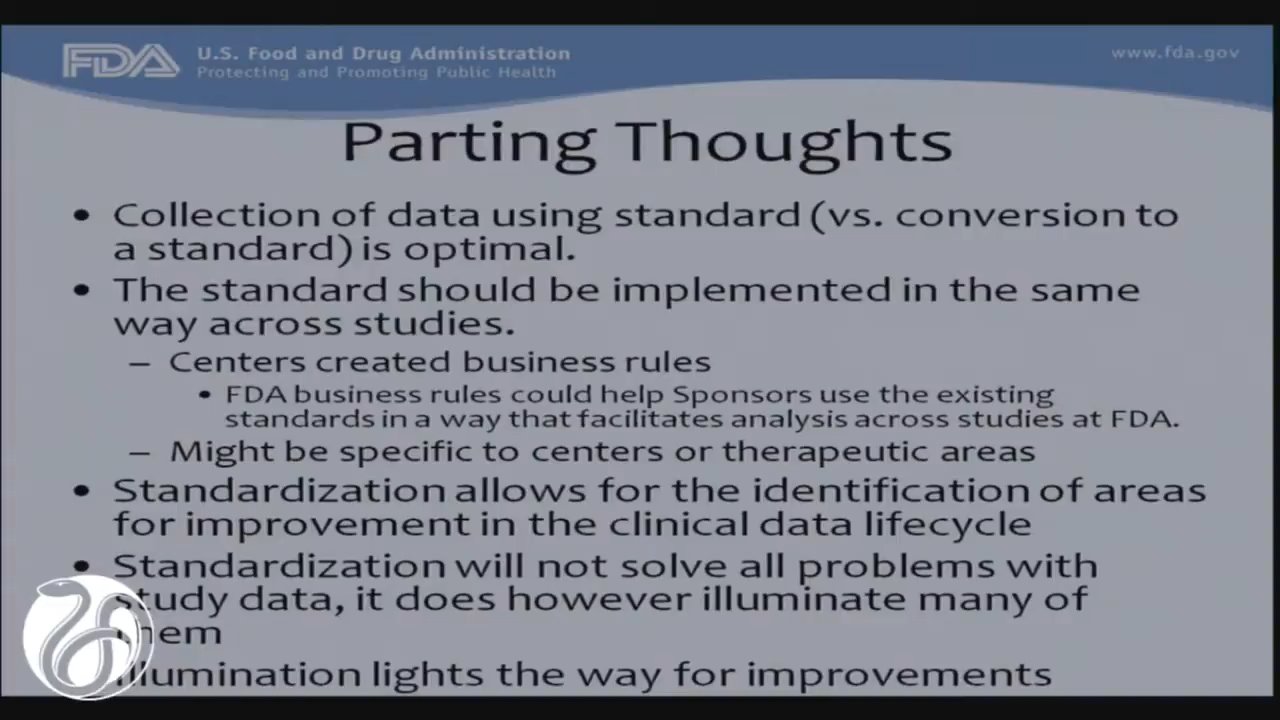 FDA
U.S. Food and Drug Administration
Protecting and Promoting Public Health
www.fda.gov
Parting Thoughts
• Collection of data using standard (vs. conversion to
a standard) is optimal.
• The standard should be implemented in the same
way across studies.
– Centers created business rules
• FDA business rules could help Sponsors use the existing
standards in a way that facilitates analysis across studies at FDA.
– Might be specific to centers or therapeutic areas
• Standardization allows for the identification of areas
for improvement in the clinical data lifecycle
• Standardization will not solve all problems with
study data, it does however illuminate many of
them
Illumination lights the way for improvements